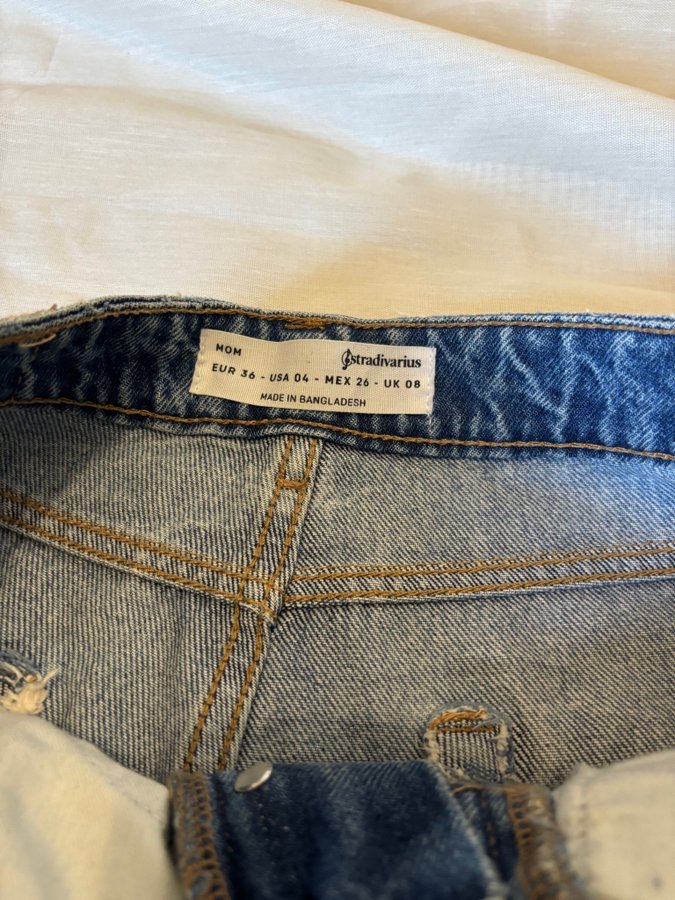 MOM stradivarius
EUR 36 - USA 04 - MEX 26 - UK 08
MADE IN BANGLADESH